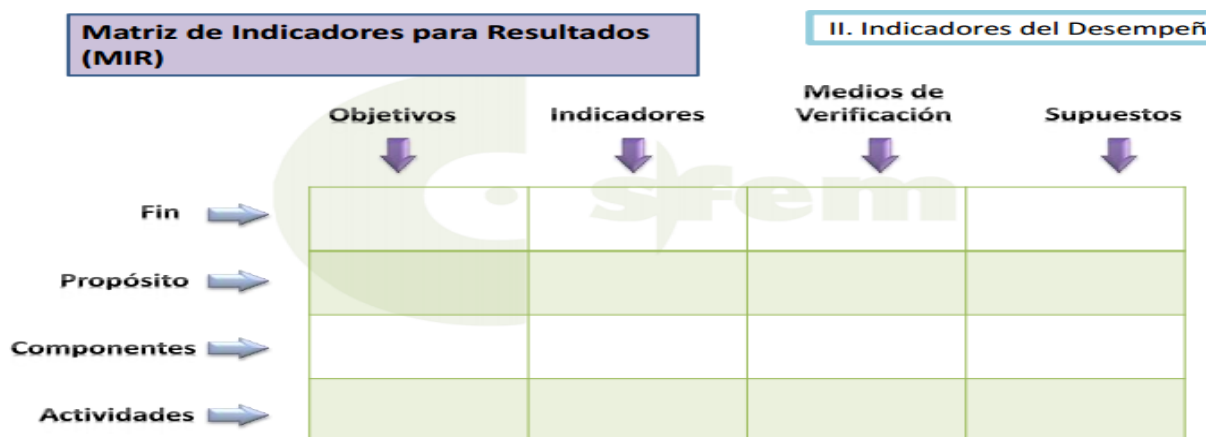 Matriz de Indicadores para Resultados
(MIR)
II. Indicadores del Desempeñ
Objetivos
Indicadores
Medios de
Verificación
Supuestos
sfem
Fin
Propósito
Componentes
Actividades